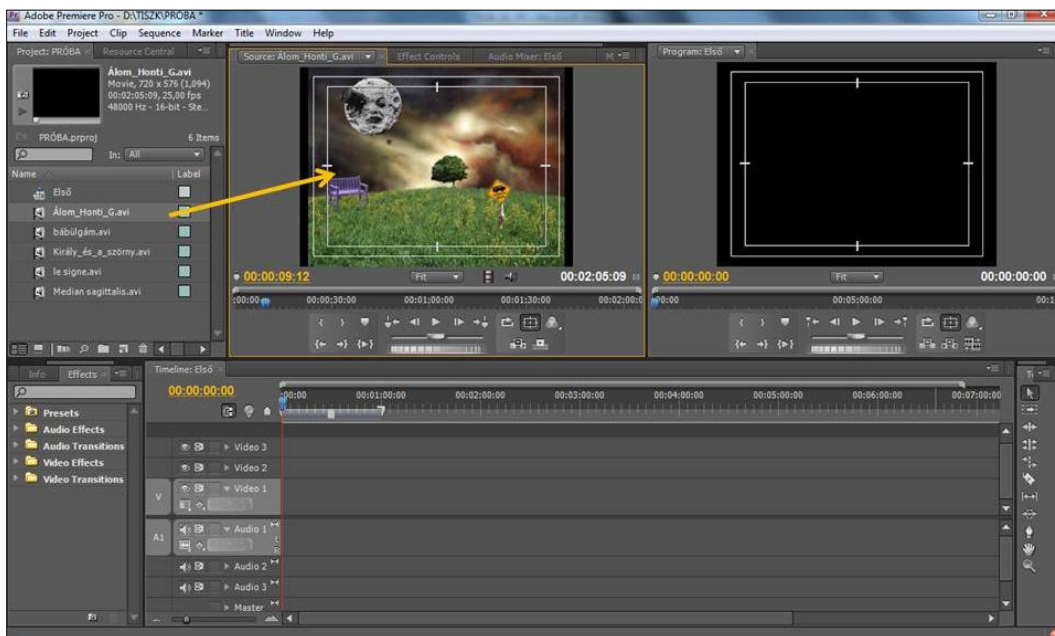 Adobe Premiere Pro - D:\TISZK\PRÓBA *
File Edit Project Clip Sequence Marker Title Window Help
Project: PRÓBA Resource Central
Álom_Honti_G.avi
Movie, 720 x 576 (1,094)
00:02:05:09, 25,00 fps
48000 Hz - 16-bit - Ste...
PRÓBA.prproj 6 Items
In: All
Name Label
Első
Álom_Honti_G.avi
bábúlgám.avi
Király_és_a_szörny.avi
le signe.avi
Median sagittalis.avi
Source: Álom_Honti_G.avi Effect Controls Audio Mixer: Első M
00:00:09:12 Fit 00:02:05:09
:00:00 00:00:30:00 00:01:00:00 00:01:30:00 00:02:00:0
Program: Első
00:00:00:00 Fit 00:00:00:00
00:00 00:05:00:00 00:1
Info Effects
Presets
Audio Effects
Audio Transitions
Video Effects
Video Transitions
Timeline: Első
00:00:00:00
:00:00 00:01:00:00 00:02:00:00 00:03:00:00 00:04:00:00 00:05:00:00 00:06:00:00 00:07:00:00
Video 3
Video 2
V Video 1
A1 Audio 1
Audio 2
Audio 3
Master